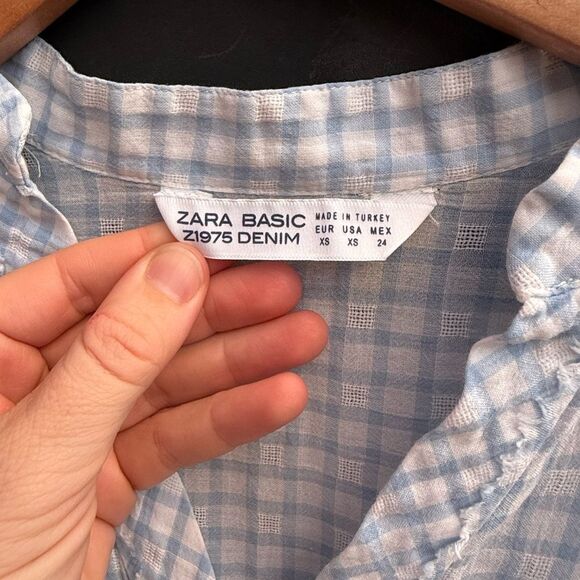 ZARA BASIC
Z1975 DENIM
MADE IN TURKEY
EUR USA MEX
XS XS 24